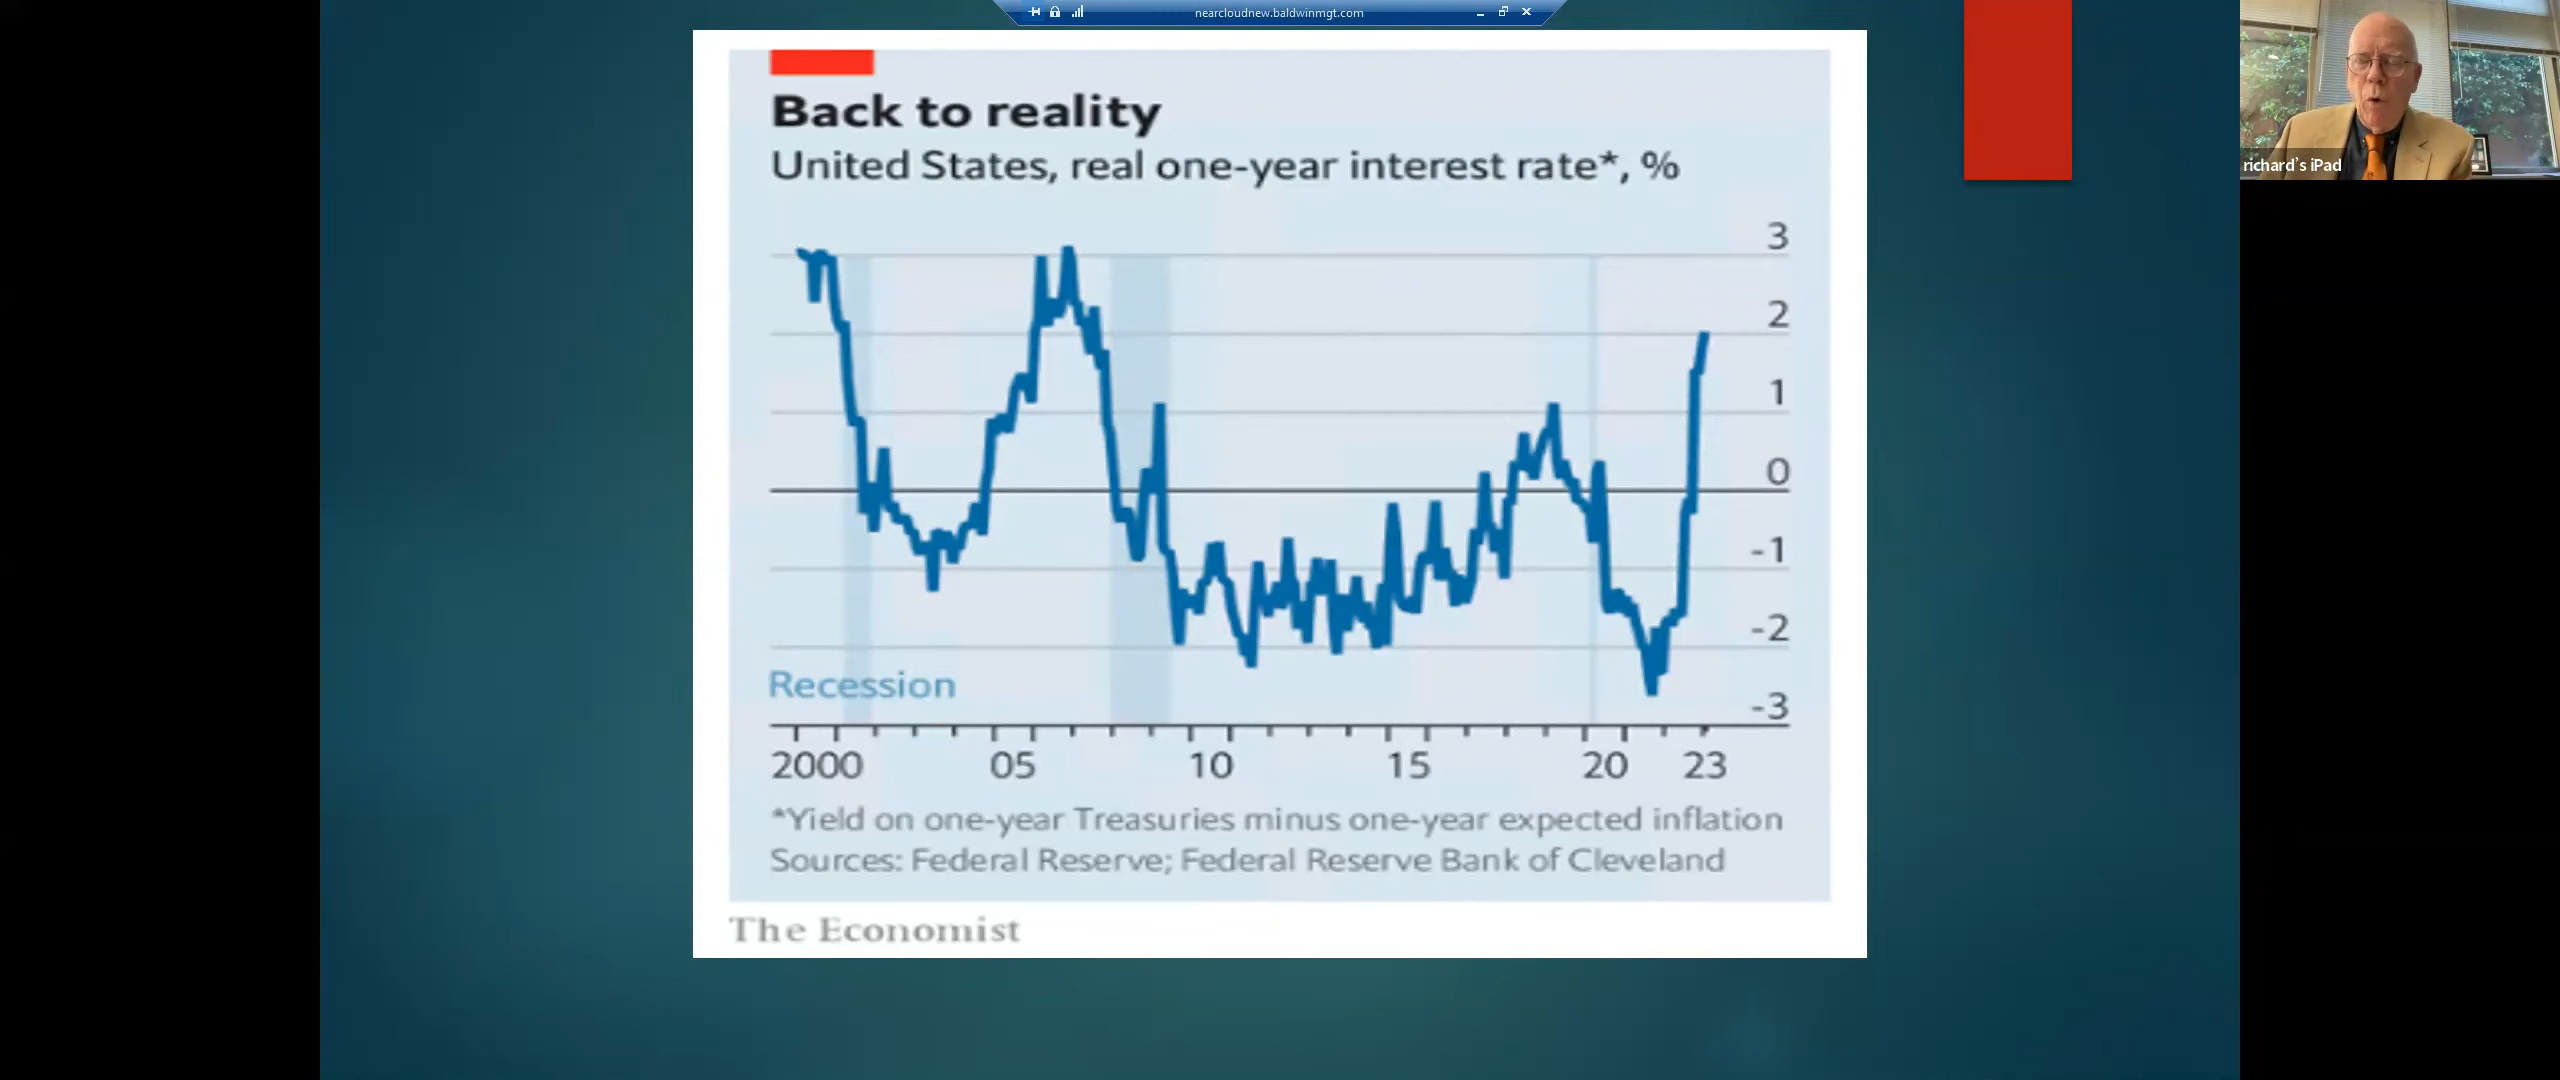 nearcloudnew.baldwinmgt.com
richard's iPad
Back to reality
United States, real one-year interest rate*, %
3
2
1
0
-1
-2
-3
Recession
2000 05 10 15 20 23
*Yield on one-year Treasuries minus one-year expected inflation
Sources: Federal Reserve; Federal Reserve Bank of Cleveland
The Economist